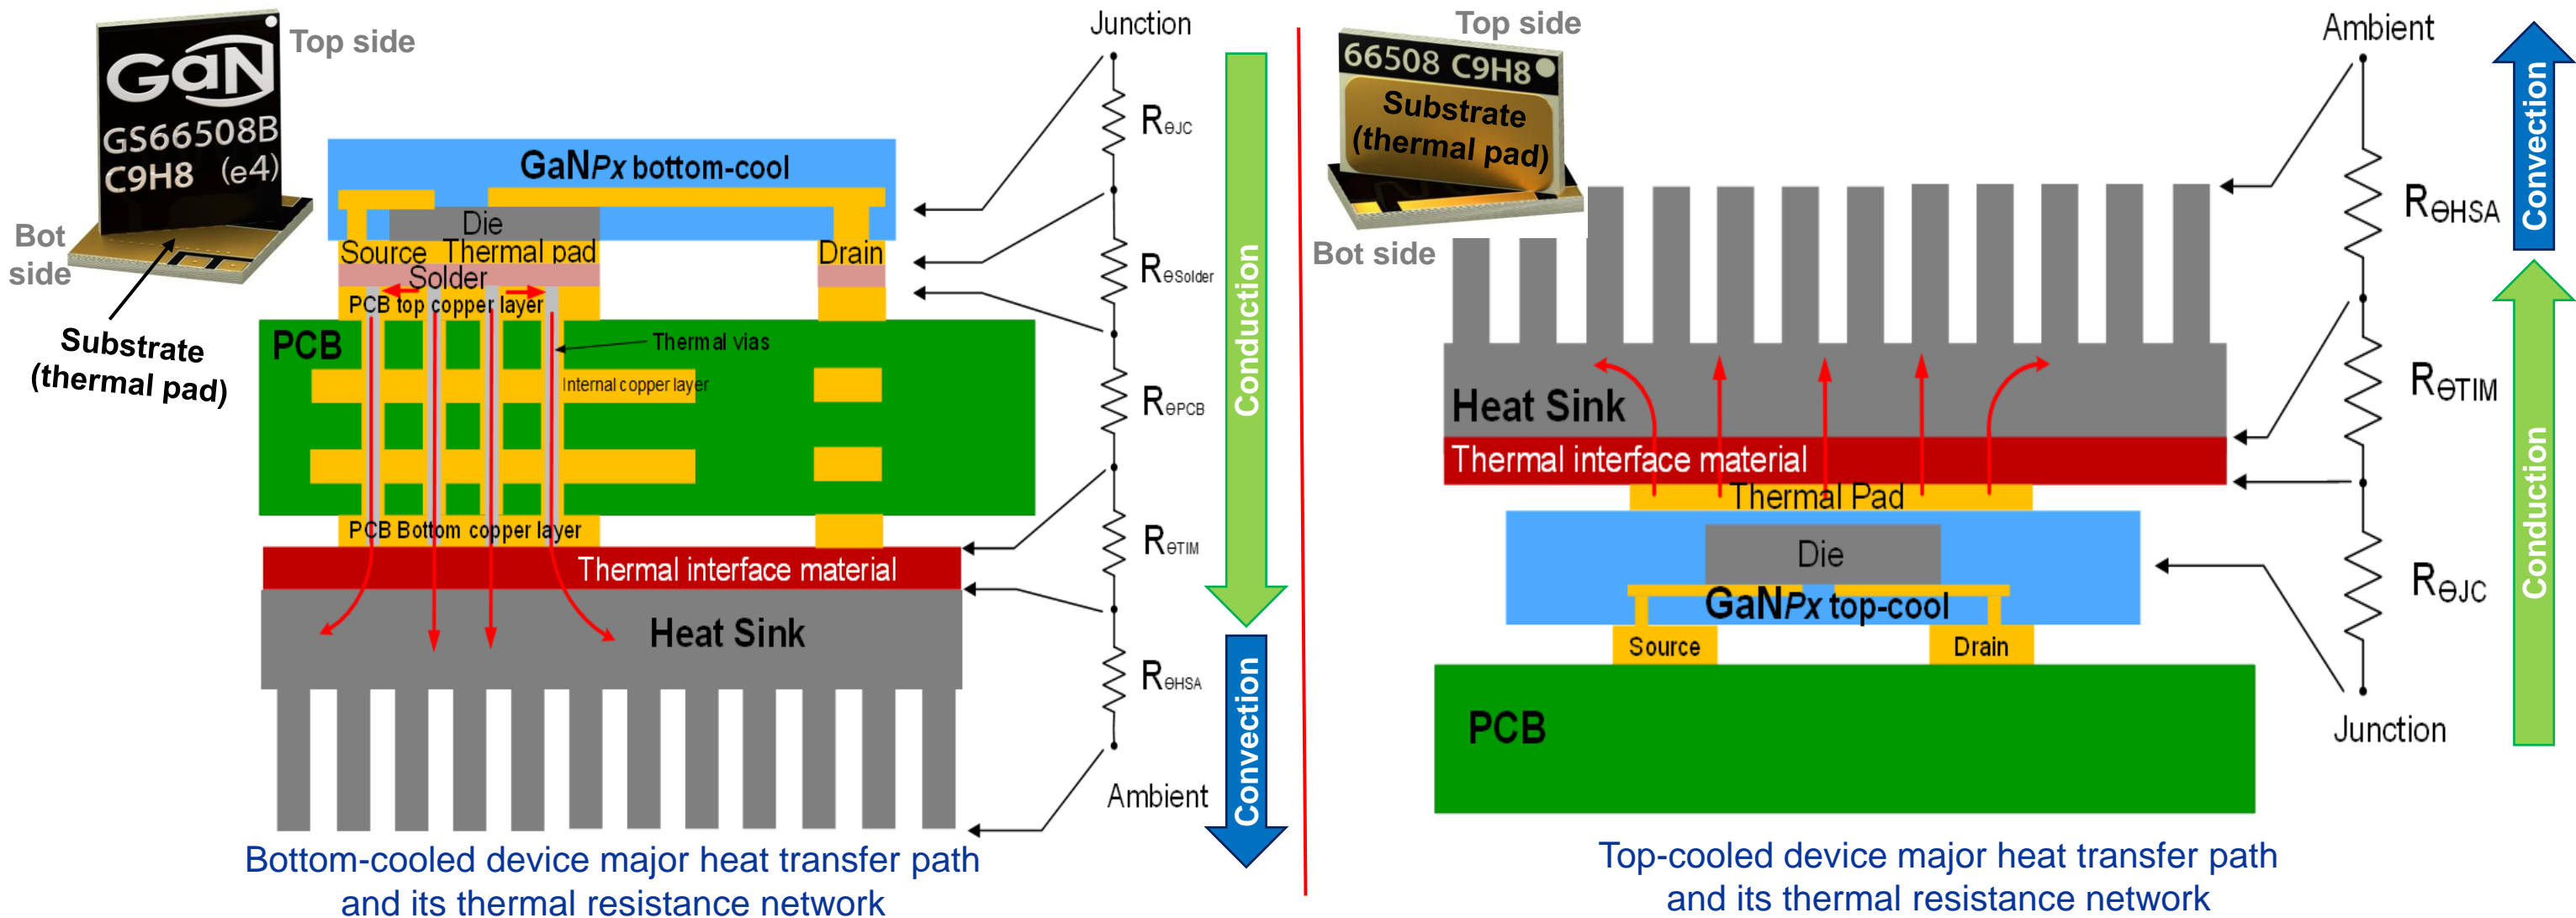 GaN
GS66508B
C9H8 (e4)
Top side
Bot
side
Substrate
(thermal pad)
GaNPx bottom-cool
Die
Source
Thermal pad
Drain
Solder
PCB top copper layer
PCB
Thermal vias
Internal copper layer
PCB Bottom copper layer
Thermal interface material
Heat Sink
Junction
RΘJC
RΘSolder
RΘPCB
RΘTIM
RΘHSA
Ambient
Conduction
Convection
Bottom-cooled device major heat transfer path
and its thermal resistance network
Top side
66508 C9H8
Substrate
(thermal pad)
Bot side
Heat Sink
Thermal interface material
Thermal Pad
Die
GaNPx top-cool
Source
Drain
PCB
Ambient
RΘHSA
RΘTIM
RΘJC
Junction
Convection
Conduction
Top-cooled device major heat transfer path
and its thermal resistance network